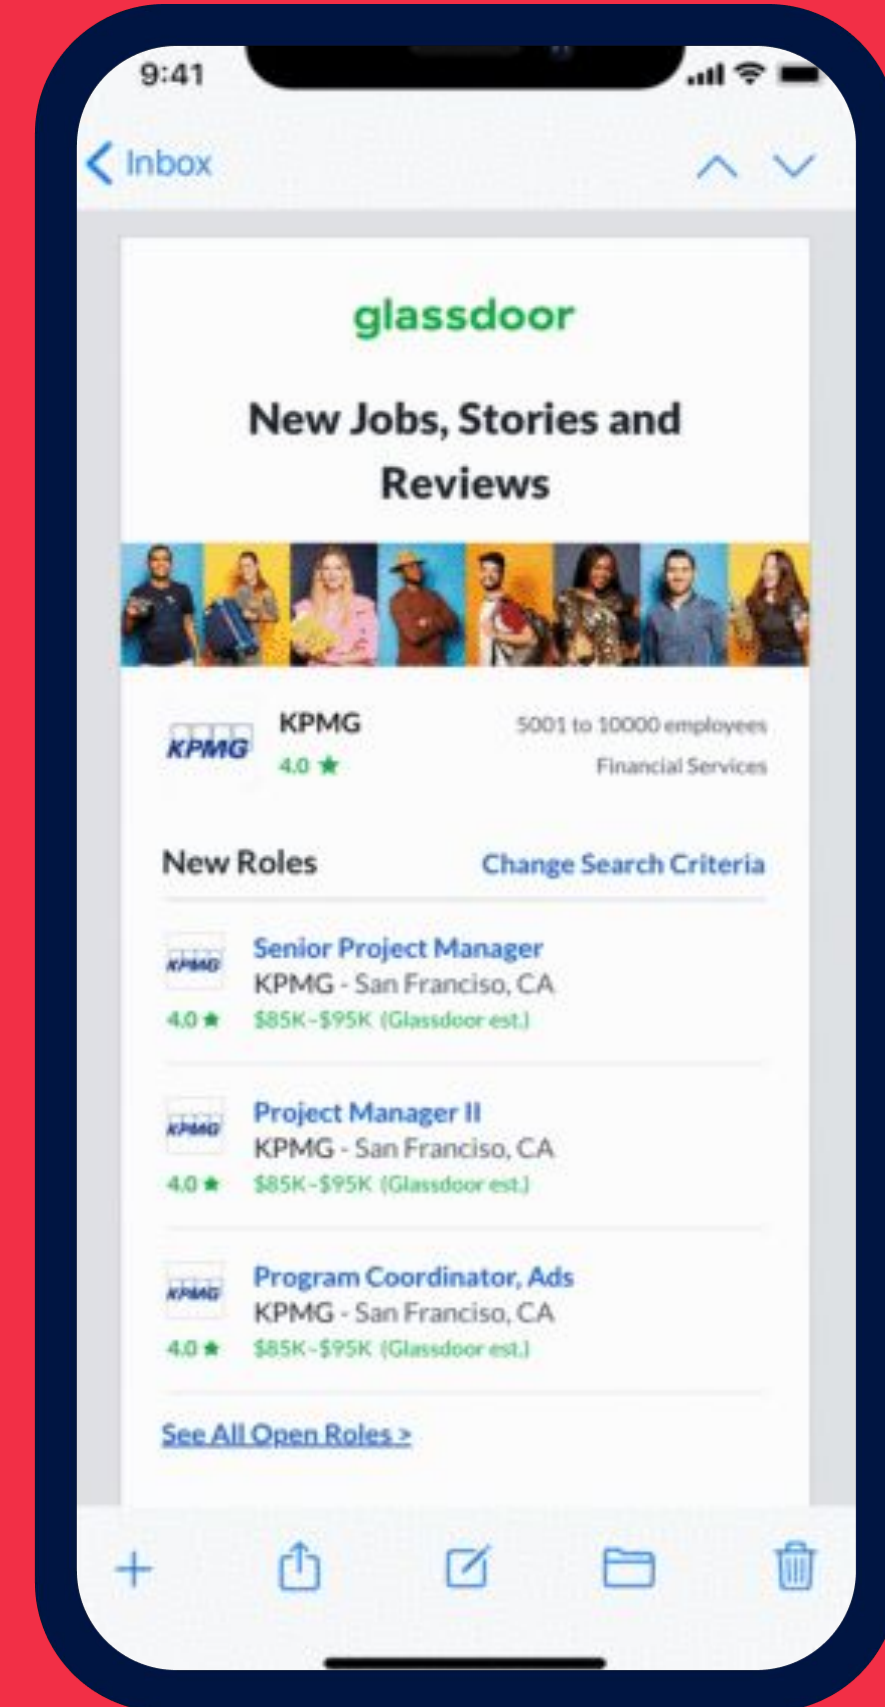 9:41
Inbox
glassdoor
New Jobs, Stories and
Reviews
KPMG
KPMG
5001 to 10000 employees
4.0 ★
Financial Services
New Roles
Change Search Criteria
KPMG
Senior Project Manager
KPMG - San Franciso, CA
4.0 ★
$85K-$95K (Glassdoor est.)
KPMG
Project Manager II
KPMG - San Franciso, CA
4.0 ★
$85K-$95K (Glassdoor est.)
KPMG
Program Coordinator, Ads
KPMG - San Franciso, CA
4.0 ★
$85K-$95K (Glassdoor est.)
See All Open Roles >